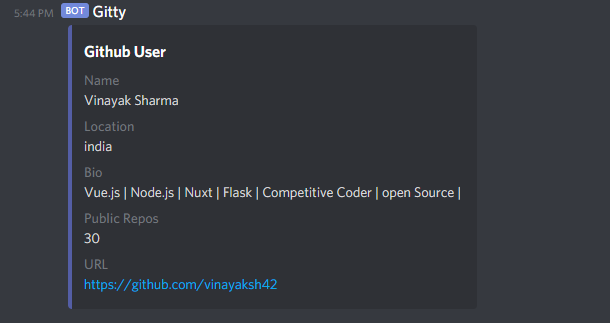 5:44 PM BOT Gitty
Github User
Name
Vinayak Sharma
Location
india
Bio
Vue.js | Node.js | Nuxt | Flask | Competitive Coder | open Source |
Public Repos
30
URL
https://github.com/vinayaksh42